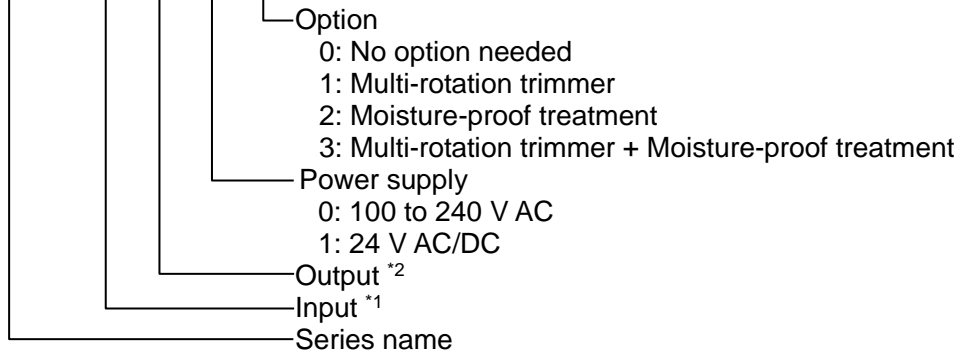 Option
0: No option needed
1: Multi-rotation trimmer
2: Moisture-proof treatment
3: Multi-rotation trimmer + Moisture-proof treatment
Power supply
0: 100 to 240 V AC
1: 24 V AC/DC
Output *2
Input *1
Series name